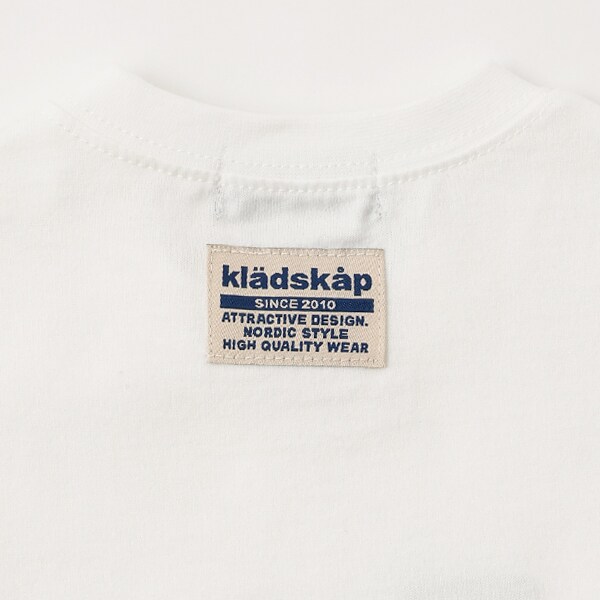 klädskåp
SINCE 2010
ATTRACTIVE DESIGN.
NORDIC STYLE
HIGH QUALITY WEAR